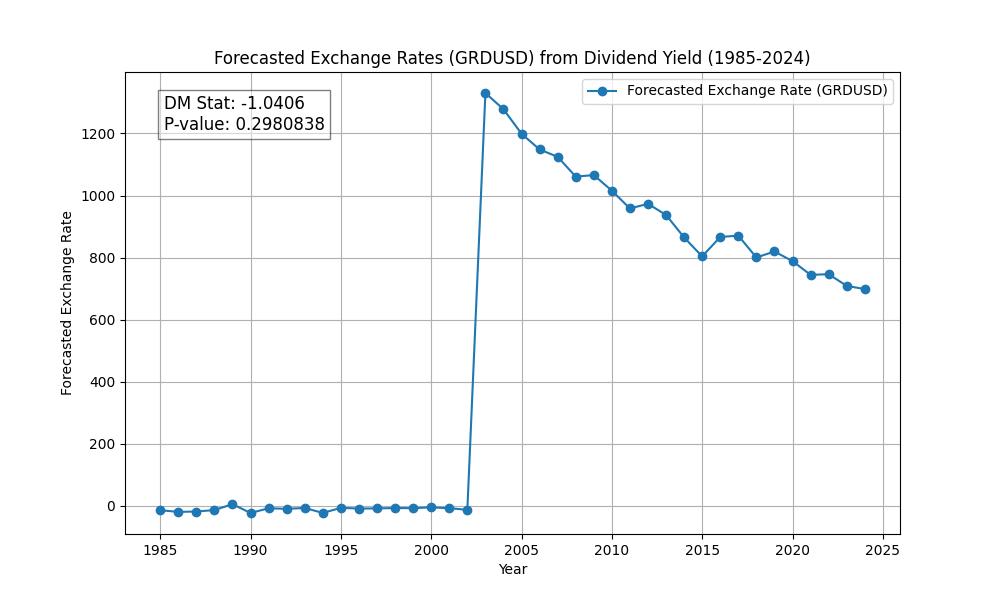 Forecasted Exchange Rates (GRDUSD) from Dividend Yield (1985-2024)
DM Stat: -1.0406
P-value: 0.2980838
Forecasted Exchange Rate (GRDUSD)
Forecasted Exchange Rate
1200
1000
800
600
400
200
0
1985 1990 1995 2000 2005 2010 2015 2020 2025
Year